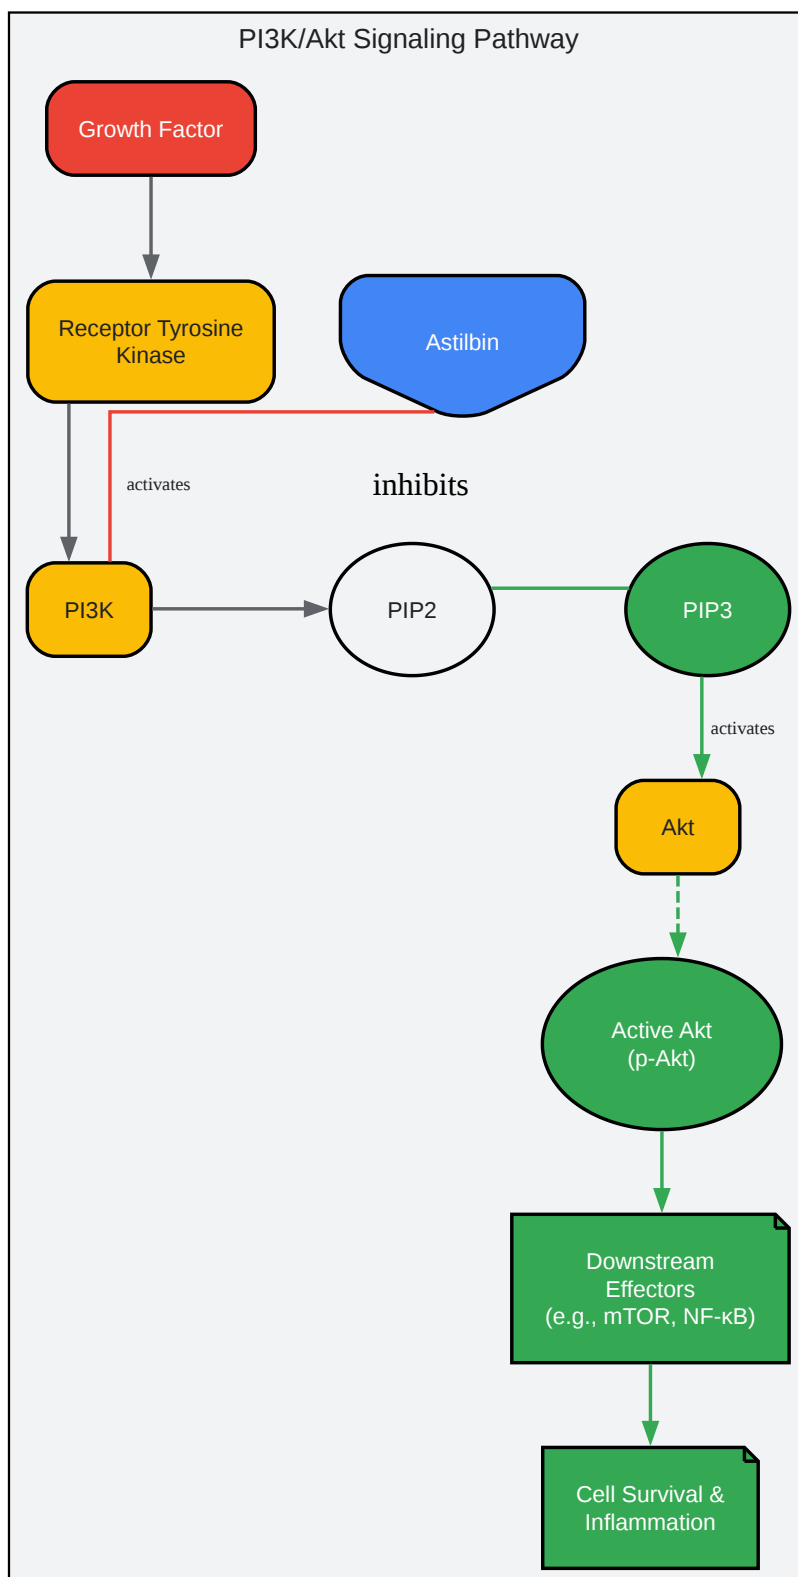 PI3K/Akt Signaling Pathway
Growth Factor
Receptor Tyrosine
Kinase
Astilbin
activates
inhibits
PI3K
PIP2
PIP3
activates
Akt
Active Akt
(p-Akt)
Downstream
Effectors
(e.g., mTOR, NF-κB)
Cell Survival &
Inflammation